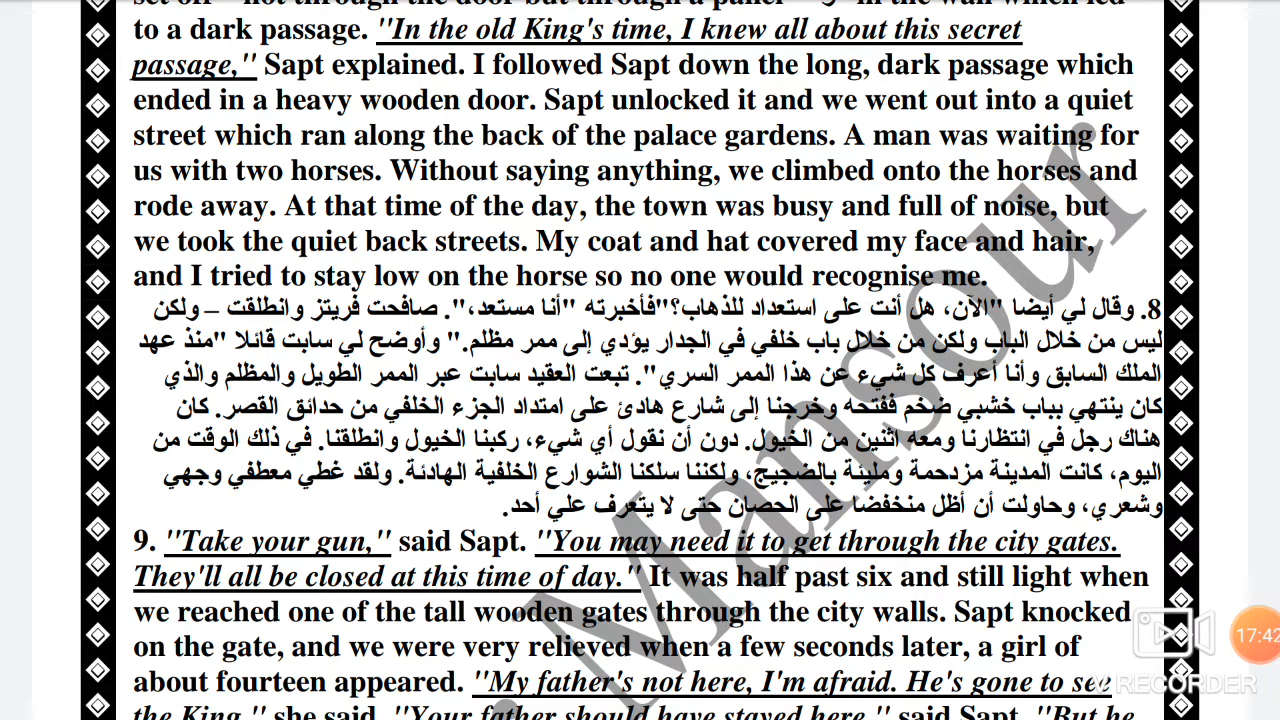 to a dark passage. "In the old King's time, I knew all about this secret
passage," Sapt explained. I followed Sapt down the long, dark passage which
ended in a heavy wooden door. Sapt unlocked it and we went out into a quiet
street which ran along the back of the palace gardens. A man was waiting for
us with two horses. Without saying anything, we climbed onto the horses and
rode away. At that time of the day, the town was busy and full of noise, but
we took the quiet back streets. My coat and hat covered my face and hair,
and I tried to stay low on the horse so no one would recognise me.
8. وقال لي أيضا "الآن، هل أنت على استعداد للذهاب؟"فأخبرته "أنا مستعد،". صافحت فريتز وانطلقت – ولكن
ليس من خلال الباب ولكن من خلال باب خلفي في الجدار يؤدي إلى ممر مظلم." وأوضح لي سابت قائلا "منذ عهد
الملك السابق وأنا أعرف كل شيء عن هذا الممر السري". تبعت العقيد سابت عبر الممر الطويل والمظلم والذي
كان ينتهي بباب خشبي ضخم ففتحه وخرجنا إلى شارع هادئ على امتداد الجزء الخلفي من حدائق القصر. كان
هناك رجل في انتظارنا ومعه اثنين من الخيول. دون أن نقول أي شيء، ركبنا الخيول وانطلقنا. في ذلك الوقت من
اليوم، كانت المدينة مزدحمة ومليئة بالضجيج، ولكننا سلكنا الشوارع الخلفية الهادئة. ولقد غطي معطفي وجهي
وشعري، وحاولت أن أظل منخفضا على الحصان حتى لا يتعرف علي أحد.
9. "Take your gun," said Sapt. "You may need it to get through the city gates.
They'll all be closed at this time of day." It was half past six and still light when
we reached one of the tall wooden gates through the city walls. Sapt knocked
on the gate, and we were very relieved when a few seconds later, a girl of
about fourteen appeared. "My father's not here, I'm afraid. He's gone to see
the King," she said. "Your father should have stayed here," said Sapt. "But he
Mansour
RECORDER
17:42